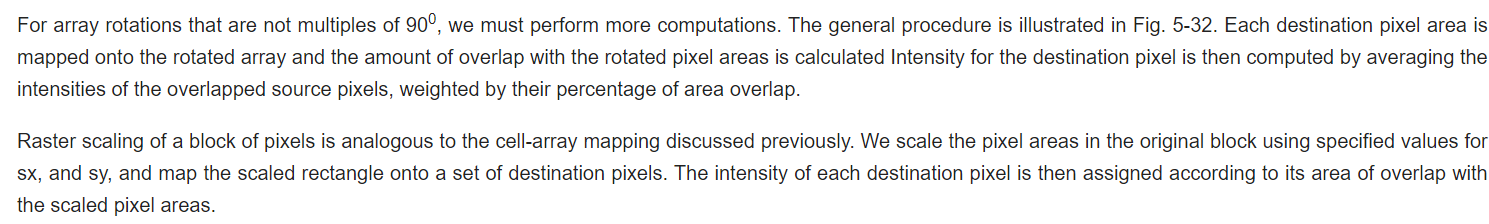 For array rotations that are not multiples of 90⁰, we must perform more computations. The general procedure is illustrated in Fig. 5-32. Each destination pixel area is
mapped onto the rotated array and the amount of overlap with the rotated pixel areas is calculated Intensity for the destination pixel is then computed by averaging the
intensities of the overlapped source pixels, weighted by their percentage of area overlap.
Raster scaling of a block of pixels is analogous to the cell-array mapping discussed previously. We scale the pixel areas in the original block using specified values for
sx, and sy, and map the scaled rectangle onto a set of destination pixels. The intensity of each destination pixel is then assigned according to its area of overlap with
the scaled pixel areas.